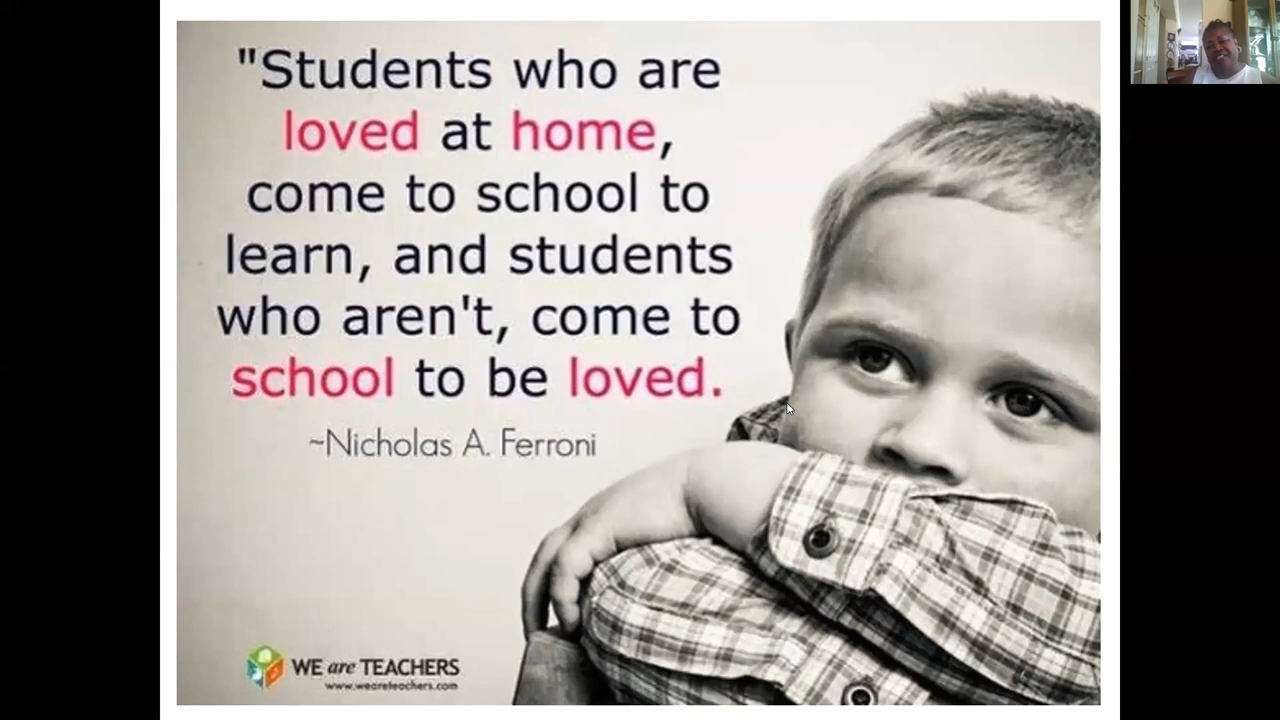 "Students who are
loved at home,
come to school to
learn, and students
who aren't, come to
school to be loved.
~Nicholas A. Ferroni
WE are TEACHERS
www.weareteachers.com